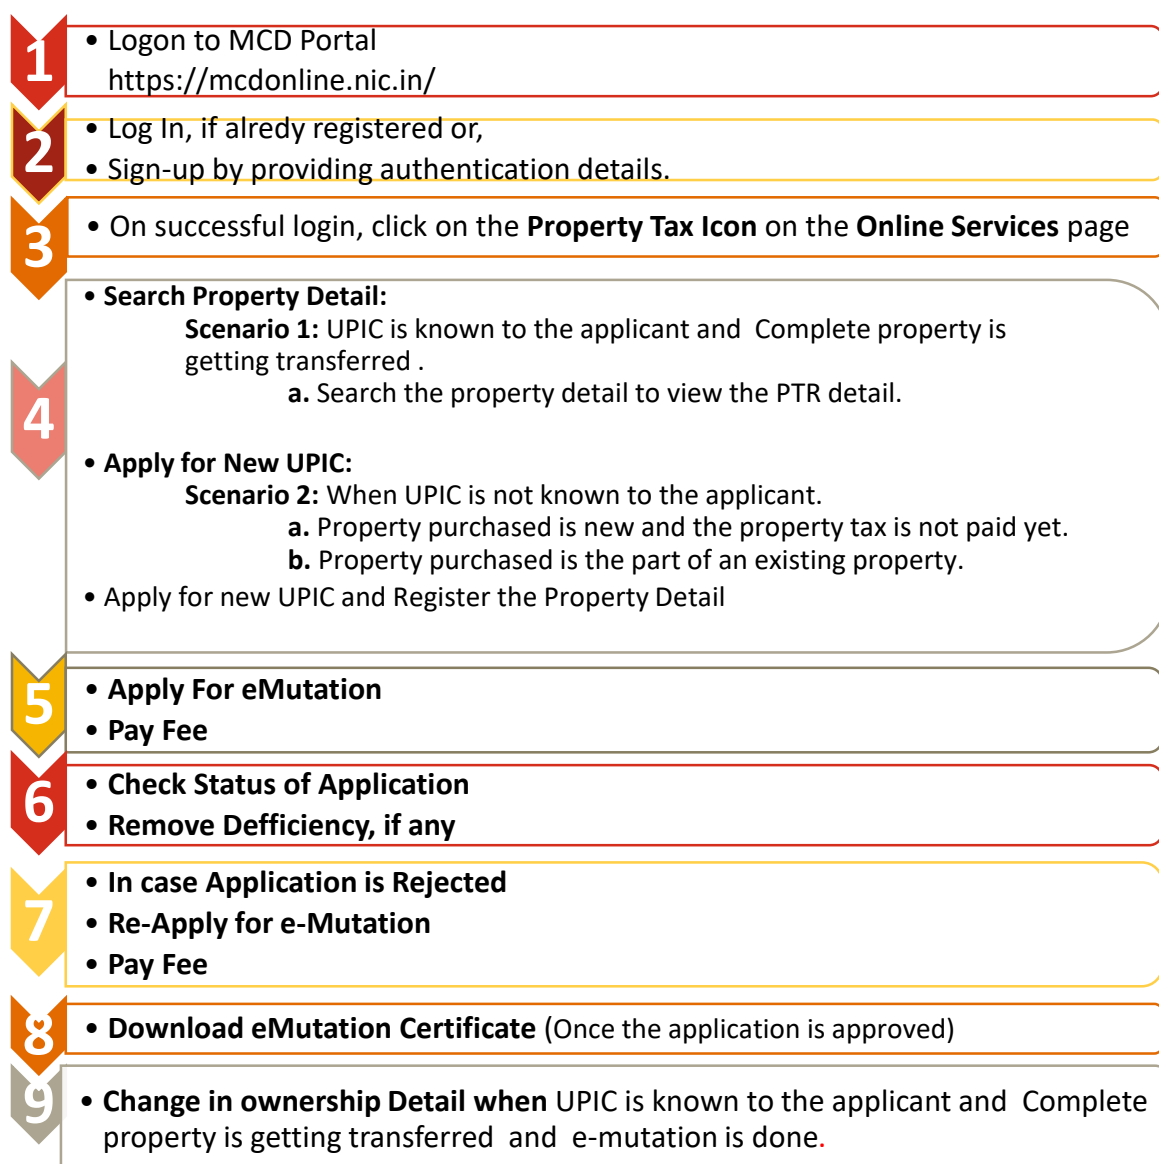 1
• Logon to MCD Portal
https://mcdonline.nic.in/
2
• Log In, if alredy registered or,
• Sign-up by providing authentication details.
3
• On successful login, click on the Property Tax Icon on the Online Services page
4
• Search Property Detail:
Scenario 1: UPIC is known to the applicant and Complete property is
getting transferred .
a. Search the property detail to view the PTR detail.
• Apply for New UPIC:
Scenario 2: When UPIC is not known to the applicant.
a. Property purchased is new and the property tax is not paid yet.
b. Property purchased is the part of an existing property.
• Apply for new UPIC and Register the Property Detail
5
• Apply For eMutation
• Pay Fee
6
• Check Status of Application
• Remove Defficiency, if any
7
• In case Application is Rejected
• Re-Apply for e-Mutation
• Pay Fee
8
• Download eMutation Certificate (Once the application is approved)
9
• Change in ownership Detail when UPIC is known to the applicant and Complete
property is getting transferred and e-mutation is done.